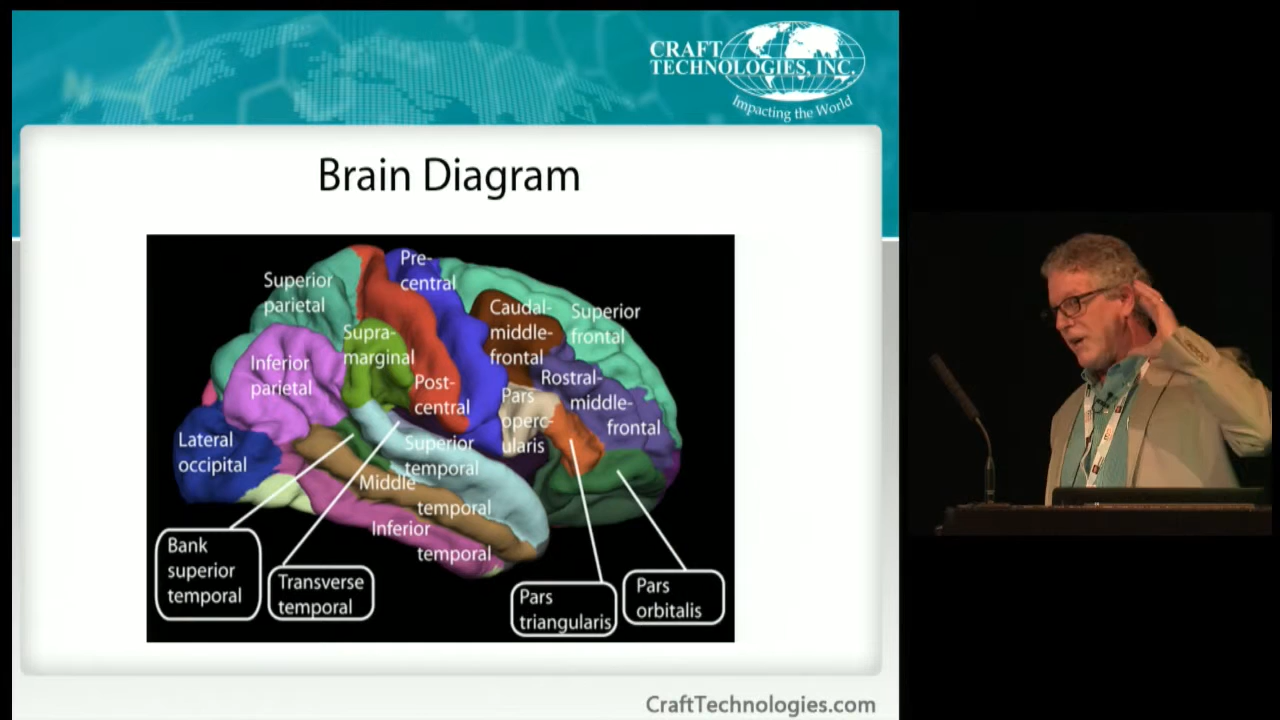 CRAFT
TECHNOLOGIES, INC.
Impacting the World
Brain Diagram
Superior
parietal
Pre-
central
Caudal-
middle-
frontal
Superior
frontal
Supra-
marginal
Inferior
parietal
Post-
central
Rostral-
middle-
frontal
Pars
operc-
ularis
Lateral
occipital
Superior
temporal
Middle
temporal
Inferior
temporal
Bank
superior
temporal
Transverse
temporal
Pars
triangularis
Pars
orbitalis
CraftTechnologies.com